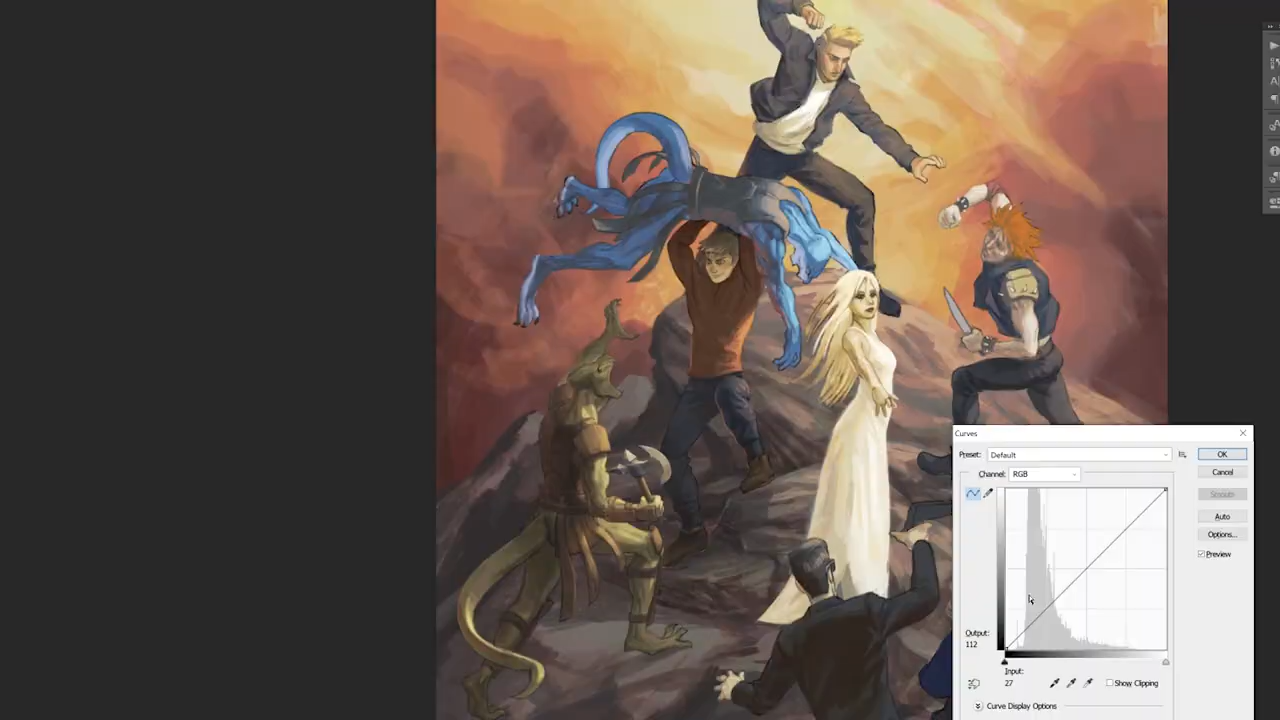 Curves
Preset: Default
OK
Channel: RGB
Cancel
Smooth
Auto
Options...
Preview
Output:
112
Input:
27
Show Clipping
Curve Display Options